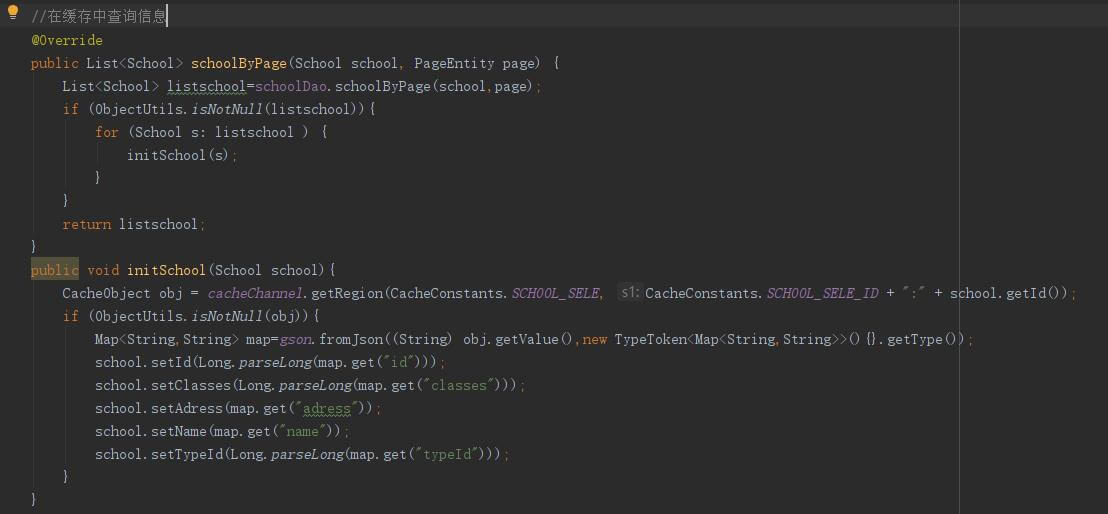 //在缓存中查询信息
@Override
public List<School> schoolByPage(School school, PageEntity page) {
List<School> listschool=schoolDao.schoolByPage(school,page);
if (ObjectUtils.isNotNull(listschool)){
for (School s: listschool ) {
initSchool(s);
}
}
return listschool;
}
public void initSchool(School school){
CacheObject obj = cacheChannel.getRegion(CacheConstants.SCHOOL_SELE, s1: CacheConstants.SCHOOL_SELE_ID + ":" + school.getId());
if (ObjectUtils.isNotNull(obj)){
Map<String,String> map=gson.fromJson((String) obj.getValue(),new TypeToken<Map<String,String>>(){}.getType());
school.setId(Long.parseLong(map.get("id")));
school.setClasses(Long.parseLong(map.get("classes")));
school.setAdress(map.get("adress"));
school.setName(map.get("name"));
school.setTypeId(Long.parseLong(map.get("typeId")));
}
}